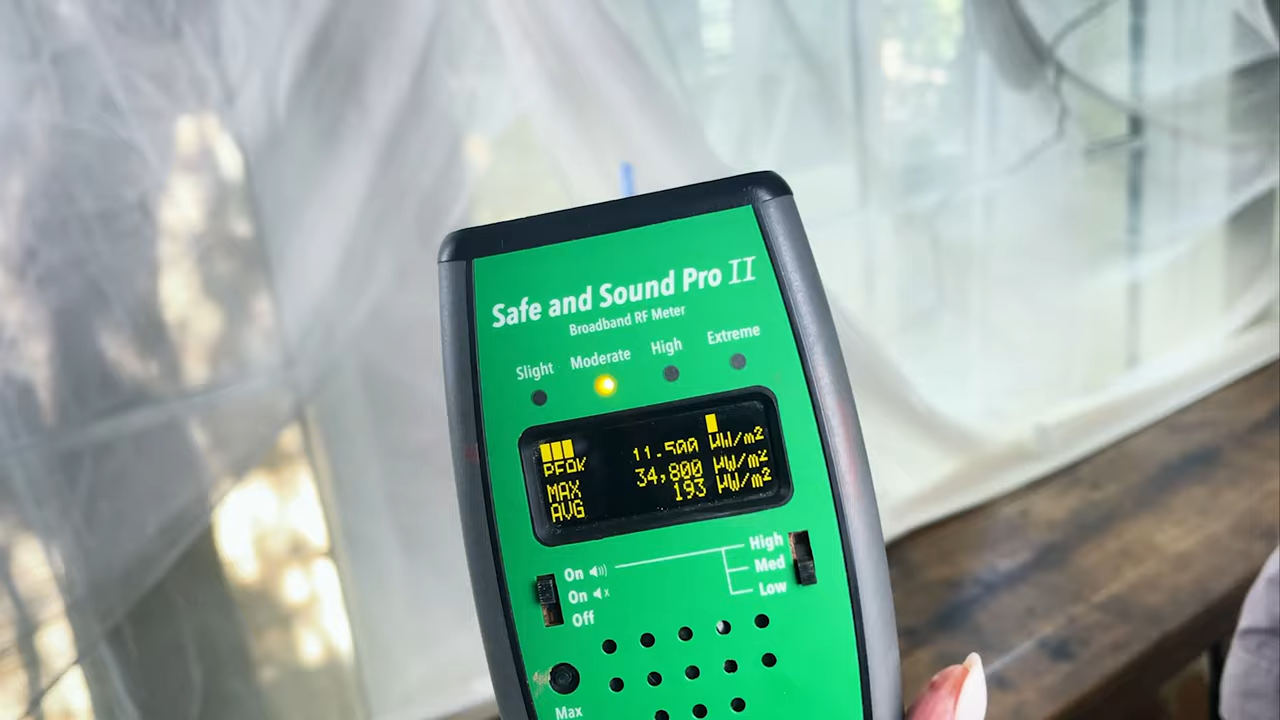 Safe and Sound Pro II
Broadband RF Meter
Slight Moderate High Extreme
PEAK 11,500 µW/m²
MAX 34,800 µW/m²
AVG 193 µW/m²
On
On x
Off
High
Med
Low
Max